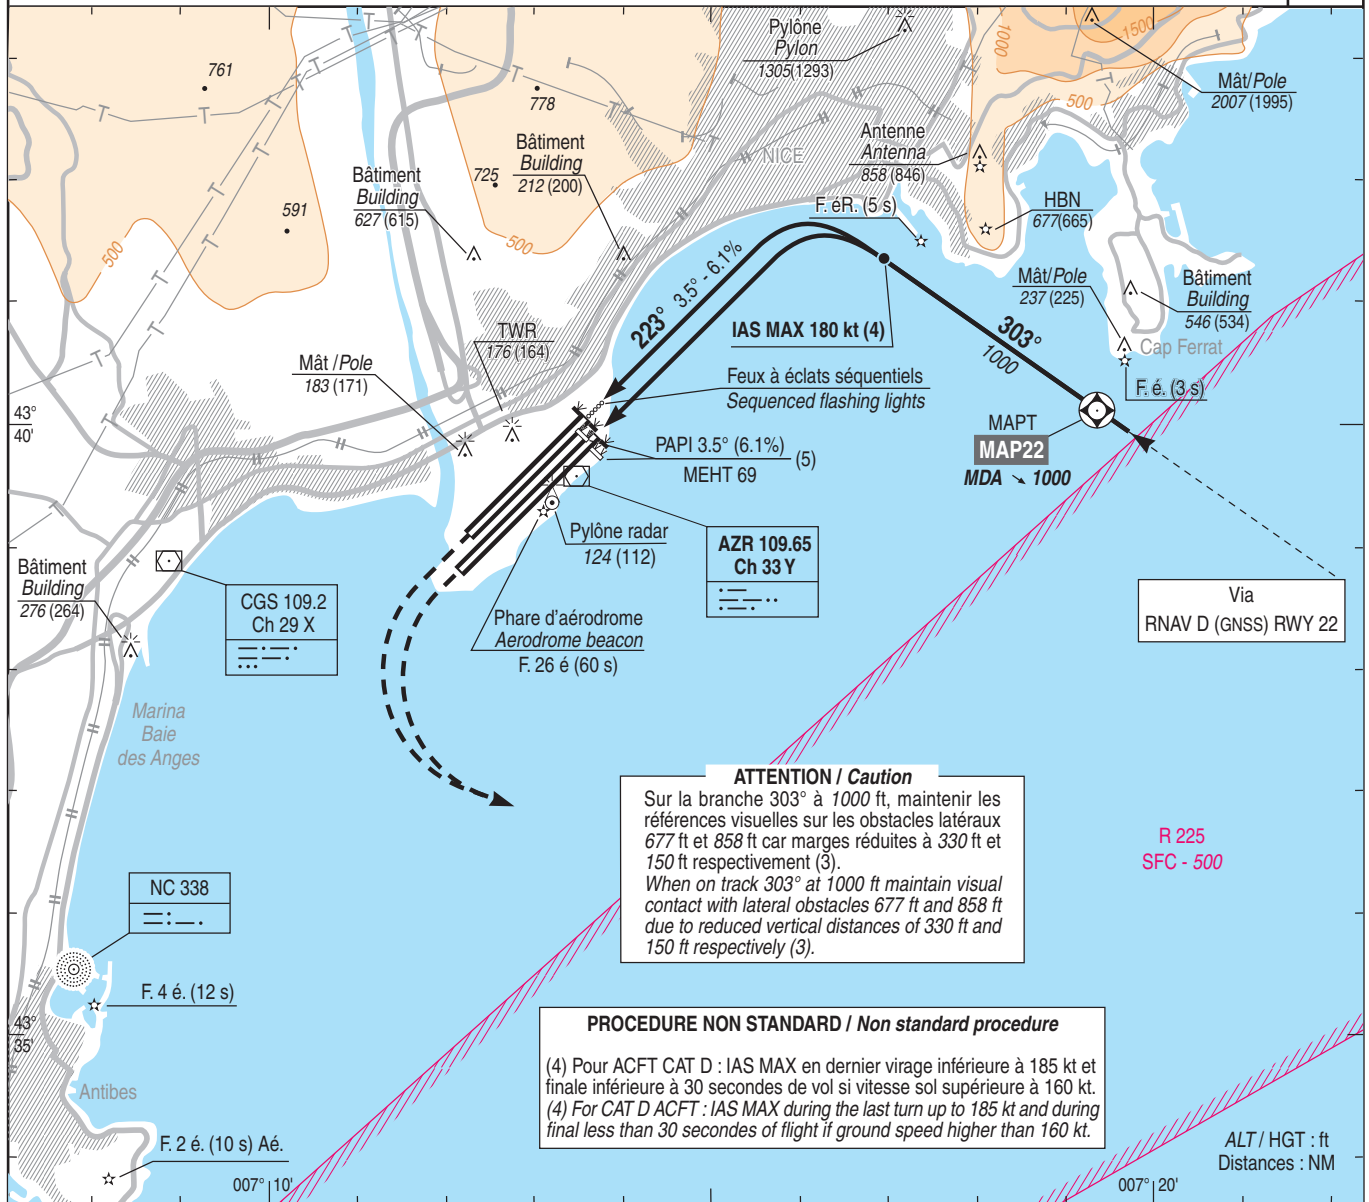 Pylône
Pylon
1305(1293)
1500
1000
500
761
778
Mât/Pole
2007 (1995)
Antenne
Antenna
858 (846)
NICE
Bâtiment
Building
212 (200)
Bâtiment
Building
627 (615)
725
591
500
500
F. éR. (5 s)
HBN
677(665)
Mât/Pole
237 (225)
Bâtiment
Building
546 (534)
Cap Ferrat
F. é. (3 s)
223°
3.5° - 6.1%
IAS MAX 180 kt (4)
303°
1000
TWR
176 (164)
Mât /Pole
183 (171)
Feux à éclats séquentiels
Sequenced flashing lights
43°
40'
PAPI 3.5° (6.1%)
MEHT 69
(5)
MAPT
MAP22
MDA ↘ 1000
Pylône radar
124 (112)
AZR 109.65
Ch 33 Y
Bâtiment
Building
276 (264)
CGS 109.2
Ch 29 X
Phare d'aérodrome
Aerodrome beacon
F. 26 é (60 s)
Via
RNAV D (GNSS) RWY 22
Marina
Baie
des Anges
ATTENTION / Caution
Sur la branche 303° à 1000 ft, maintenir les
références visuelles sur les obstacles latéraux
677 ft et 858 ft car marges réduites à 330 ft et
150 ft respectivement (3).
When on track 303° at 1000 ft maintain visual
contact with lateral obstacles 677 ft and 858 ft
due to reduced vertical distances of 330 ft and
150 ft respectively (3).
R 225
SFC - 500
NC 338
F. 4 é. (12 s)
43°
35'
PROCEDURE NON STANDARD / Non standard procedure
(4) Pour ACFT CAT D : IAS MAX en dernier virage inférieure à 185 kt et
finale inférieure à 30 secondes de vol si vitesse sol supérieure à 160 kt.
(4) For CAT D ACFT : IAS MAX during the last turn up to 185 kt and during
final less than 30 secondes of flight if ground speed higher than 160 kt.
Antibes
F. 2 é. (10 s) Aé.
ALT / HGT : ft
Distances : NM
007° 10'
007° 20'